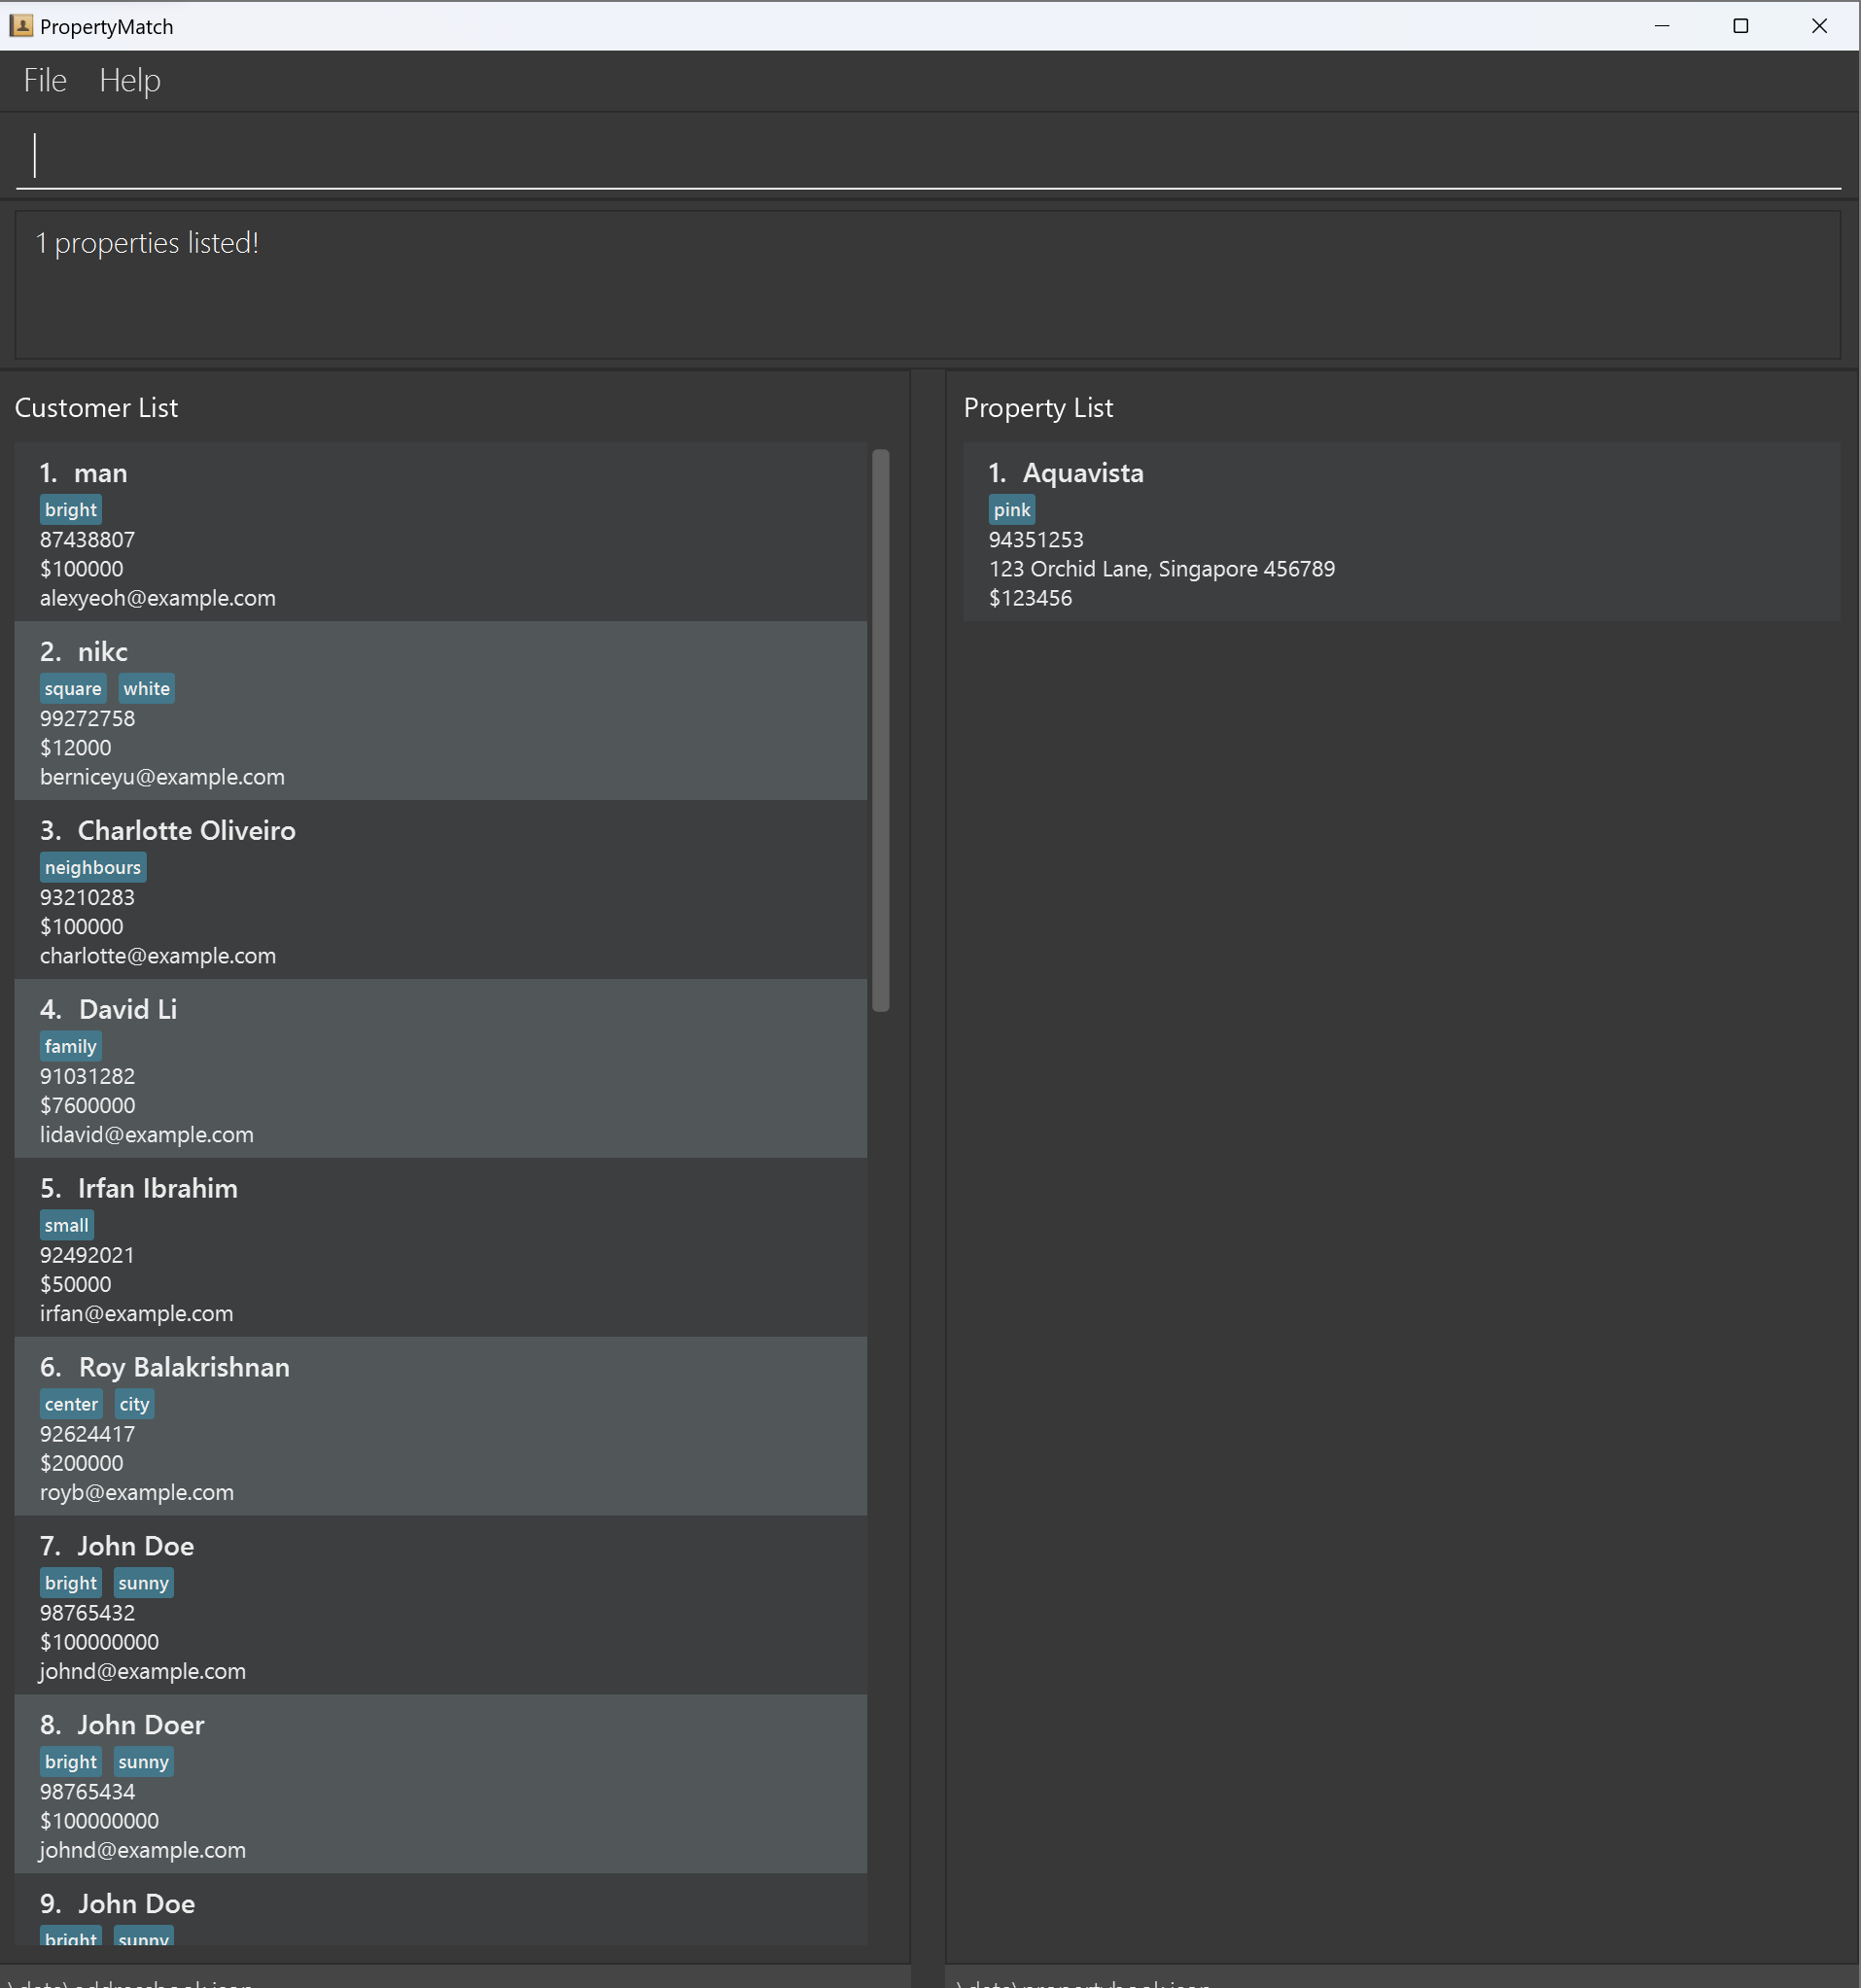 PropertyMatch
File Help
1 properties listed!
Customer List
1. man
bright
87438807
$100000
alexyeoh@example.com
2. nikc
square white
99272758
$12000
berniceyu@example.com
3. Charlotte Oliveiro
neighbours
93210283
$100000
charlotte@example.com
4. David Li
family
91031282
$7600000
lidavid@example.com
5. Irfan Ibrahim
small
92492021
$50000
irfan@example.com
6. Roy Balakrishnan
center city
92624417
$200000
royb@example.com
7. John Doe
bright sunny
98765432
$100000000
johnd@example.com
8. John Doer
bright sunny
98765434
$100000000
johnd@example.com
9. John Doe
bright sunny
Property List
1. Aquavista
pink
94351253
123 Orchid Lane, Singapore 456789
$123456